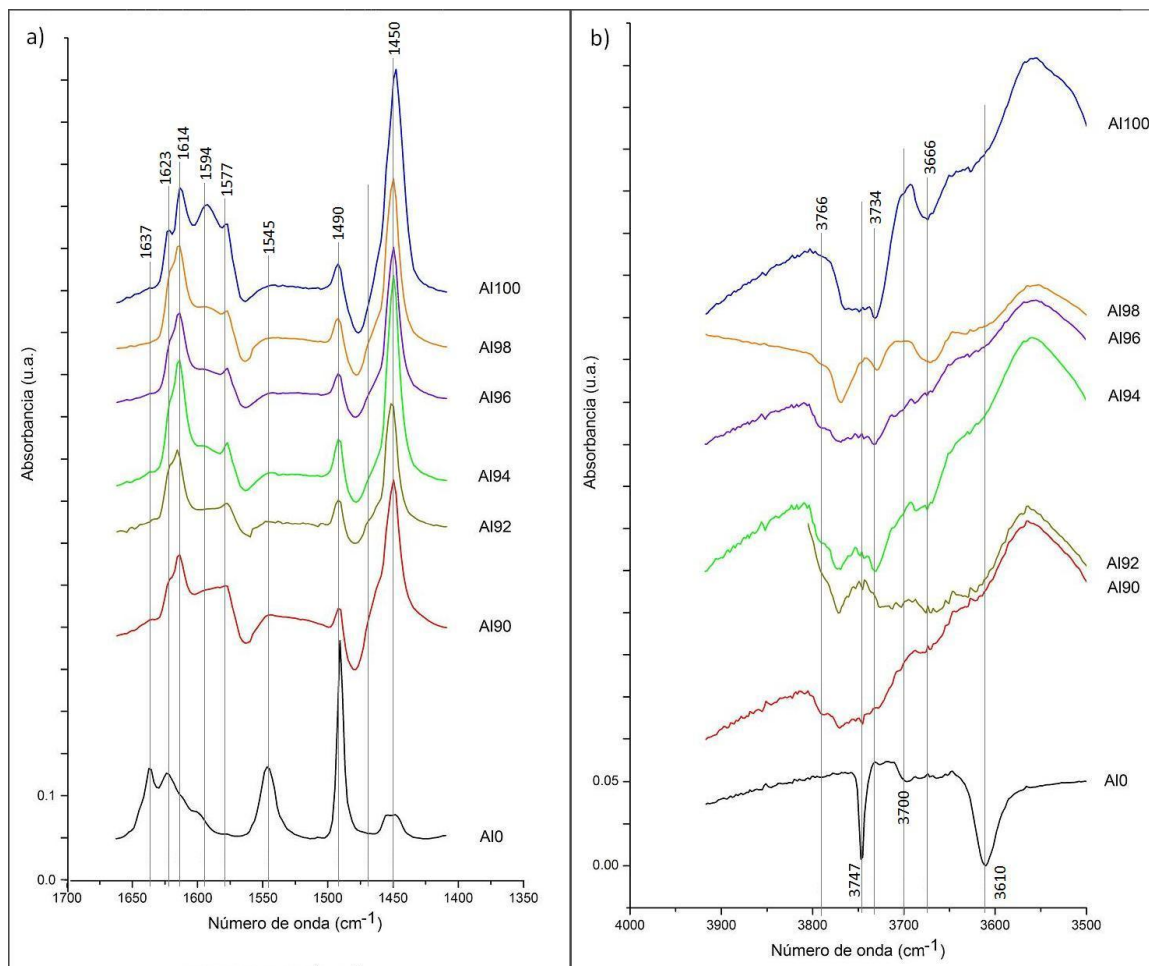 a)
1637
1623
1614
1594
1577
1545
1490
1450
Al100
Al98
Al96
Al94
Al92
Al90
Al0
0.1
0.0
1700
1650
1600
1550
1500
1450
1400
1350
Absorbancia (u.a.)
Número de onda (cm-1)
b)
3766
3734
3666
3747
3700
3610
Al100
Al98
Al96
Al94
Al92
Al90
Al0
0.05
0.00
4000
3900
3800
3700
3600
3500
Absorbancia (u.a.)
Número de onda (cm-1)